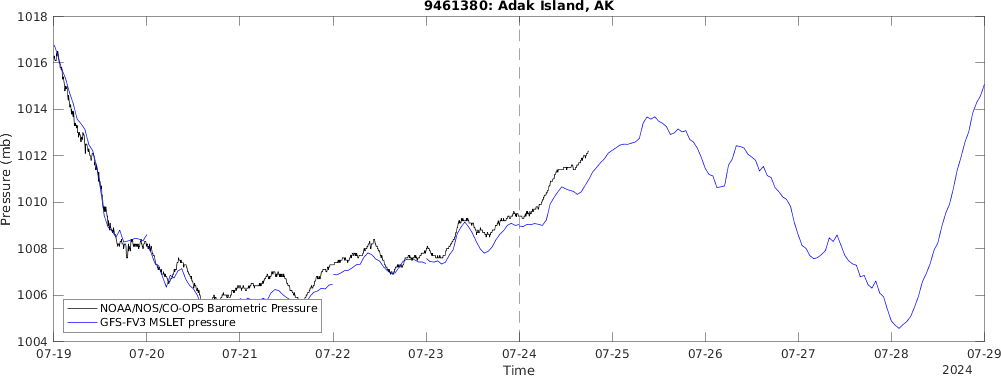 9461380: Adak Island, AK
Pressure (mb)
1018
1016
1014
1012
1010
1008
1006
1004
NOAA/NOS/CO-OPS Barometric Pressure
GFS-FV3 MSLET pressure
07-19 07-20 07-21 07-22 07-23 07-24 07-25 07-26 07-27 07-28 07-29
Time
2024